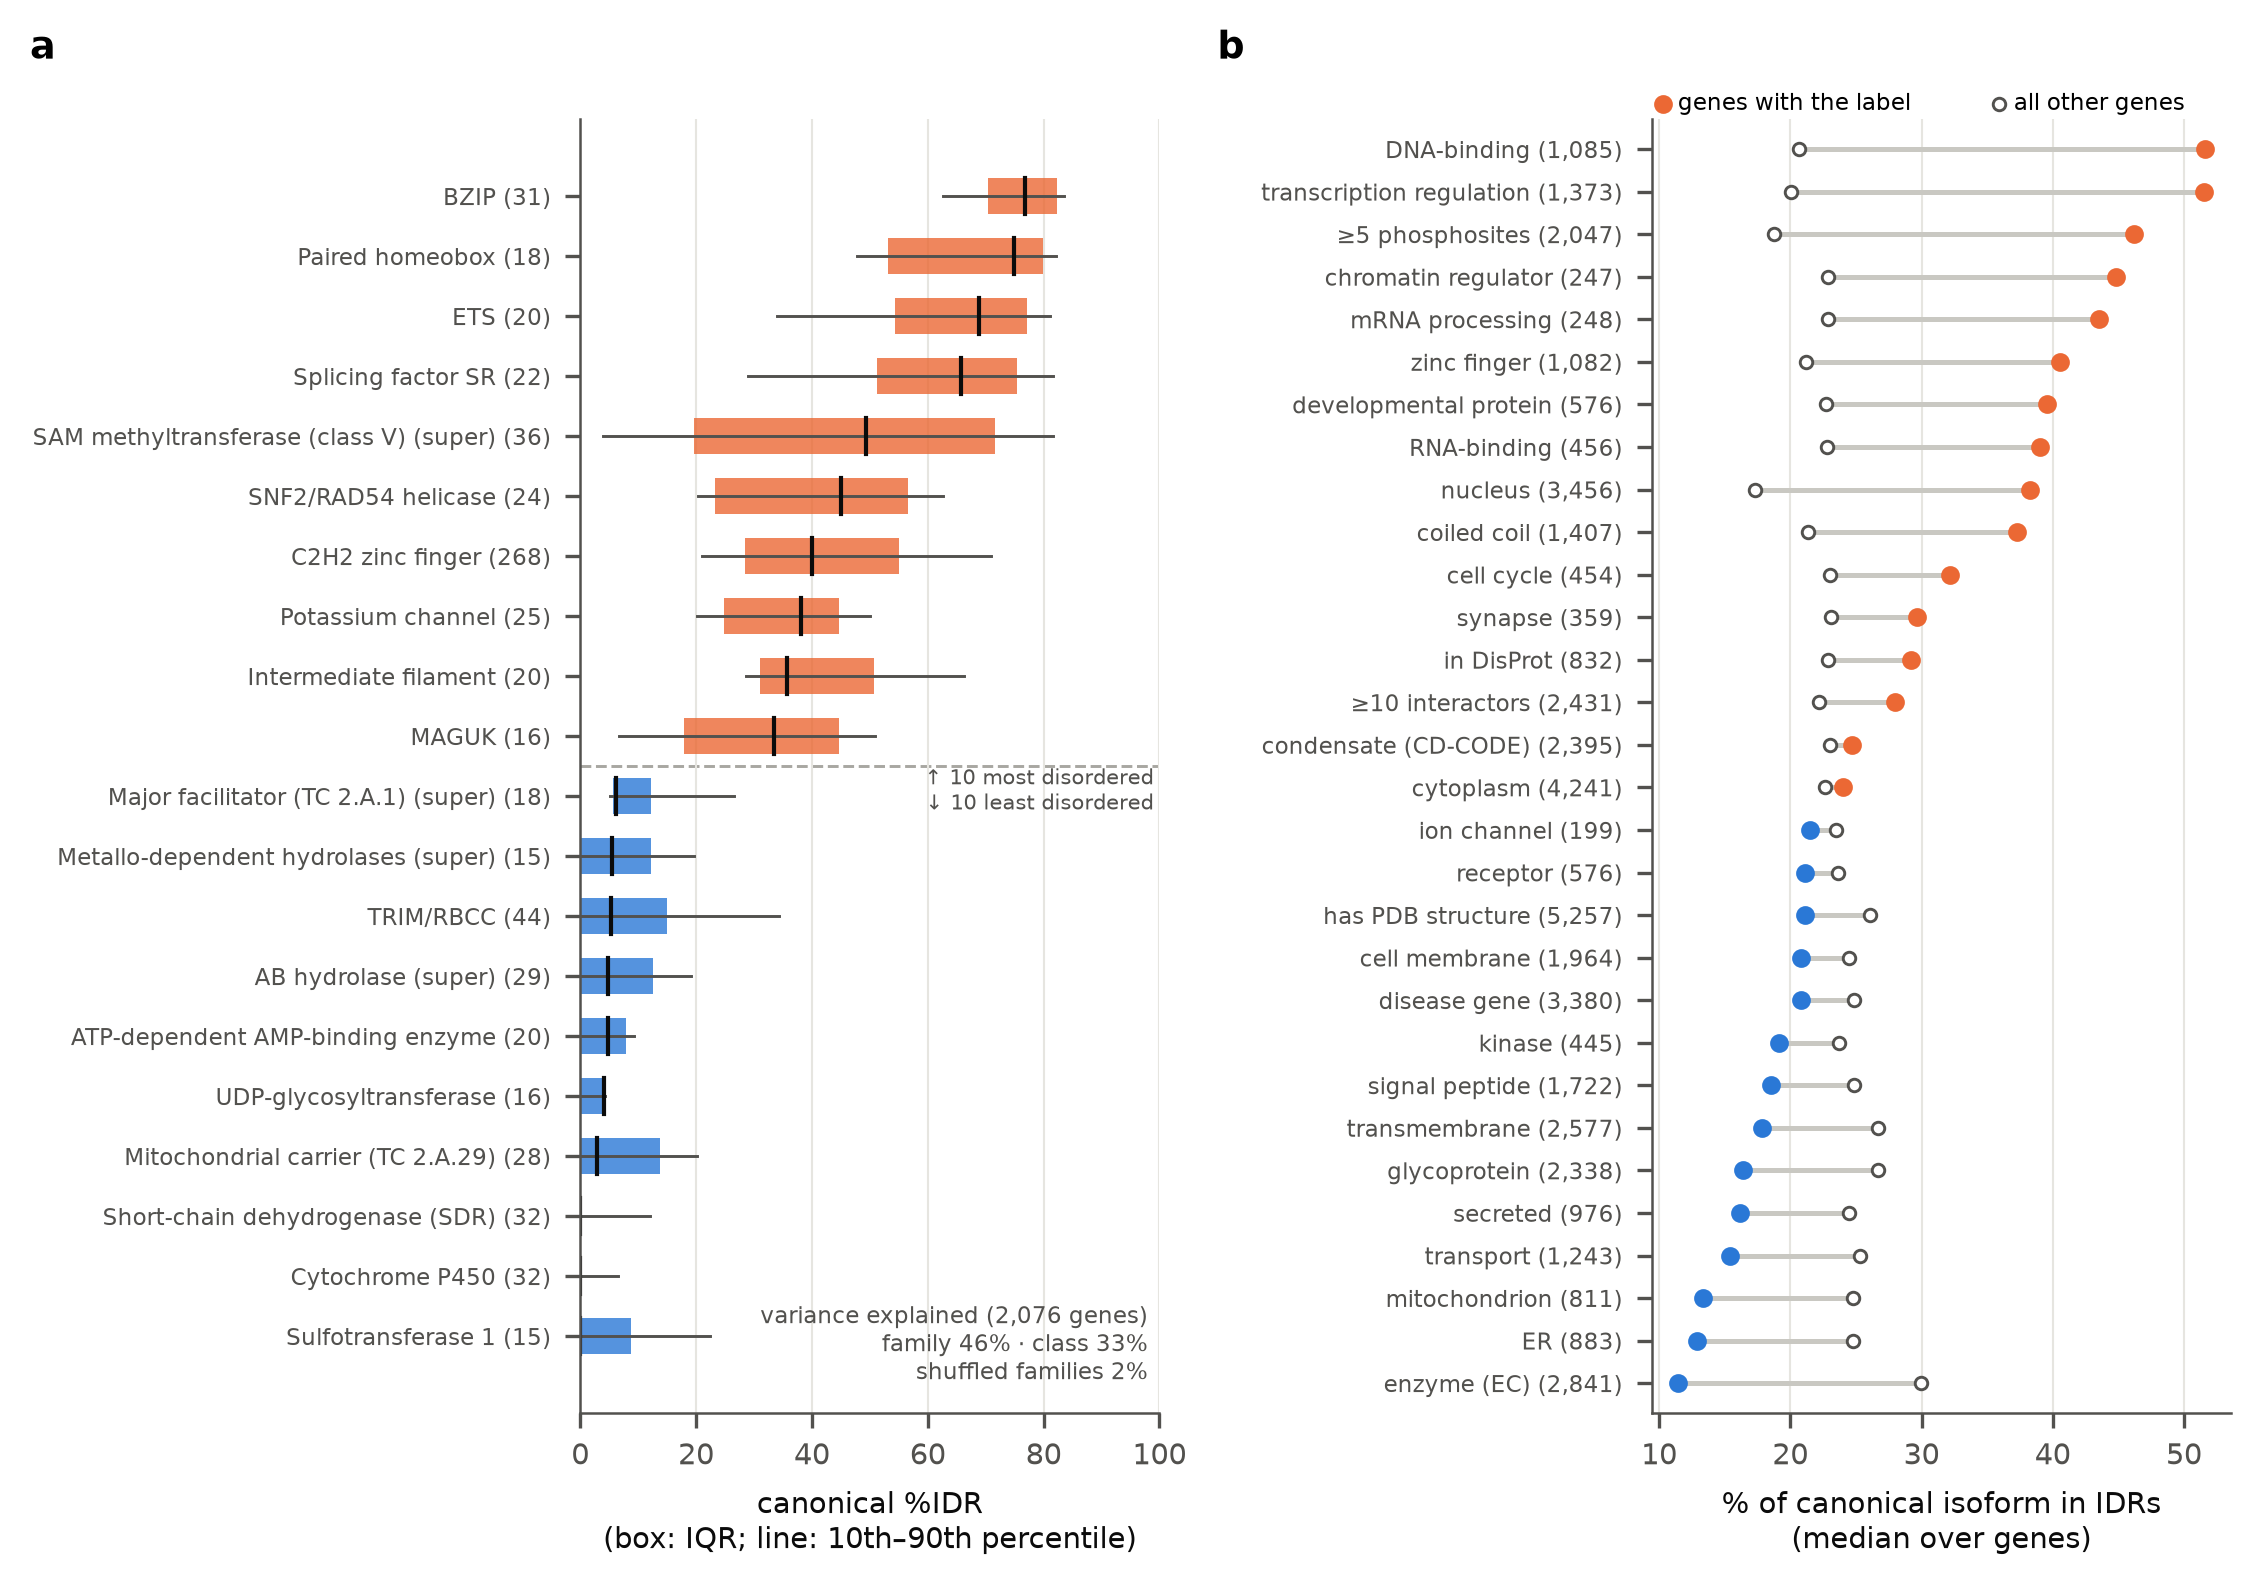 a
BZIP (31)
Paired homeobox (18)
ETS (20)
Splicing factor SR (22)
SAM methyltransferase (class V) (super) (36)
SNF2/RAD54 helicase (24)
C2H2 zinc finger (268)
Potassium channel (25)
Intermediate filament (20)
MAGUK (16)
↑ 10 most disordered
↓ 10 least disordered
Major facilitator (TC 2.A.1) (super) (18)
Metallo-dependent hydrolases (super) (15)
TRIM/RBCC (44)
AB hydrolase (super) (29)
ATP-dependent AMP-binding enzyme (20)
UDP-glycosyltransferase (16)
Mitochondrial carrier (TC 2.A.29) (28)
Short-chain dehydrogenase (SDR) (32)
Cytochrome P450 (32)
Sulfotransferase 1 (15)
variance explained (2,076 genes)
family 46% · class 33%
shuffled families 2%
0 20 40 60 80 100
canonical %IDR
(box: IQR; line: 10th–90th percentile)
b
genes with the label
all other genes
DNA-binding (1,085)
transcription regulation (1,373)
≥5 phosphosites (2,047)
chromatin regulator (247)
mRNA processing (248)
zinc finger (1,082)
developmental protein (576)
RNA-binding (456)
nucleus (3,456)
coiled coil (1,407)
cell cycle (454)
synapse (359)
in DisProt (832)
≥10 interactors (2,431)
condensate (CD-CODE) (2,395)
cytoplasm (4,241)
ion channel (199)
receptor (576)
has PDB structure (5,257)
cell membrane (1,964)
disease gene (3,380)
kinase (445)
signal peptide (1,722)
transmembrane (2,577)
glycoprotein (2,338)
secreted (976)
transport (1,243)
mitochondrion (811)
ER (883)
enzyme (EC) (2,841)
10 20 30 40 50
% of canonical isoform in IDRs
(median over genes)